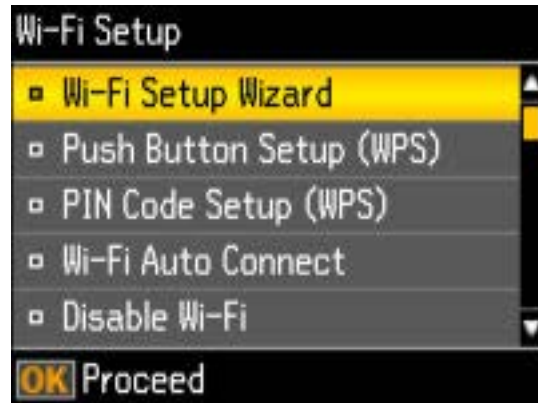 Wi-Fi Setup
Wi-Fi Setup Wizard
Push Button Setup (WPS)
PIN Code Setup (WPS)
Wi-Fi Auto Connect
Disable Wi-Fi
OK Proceed